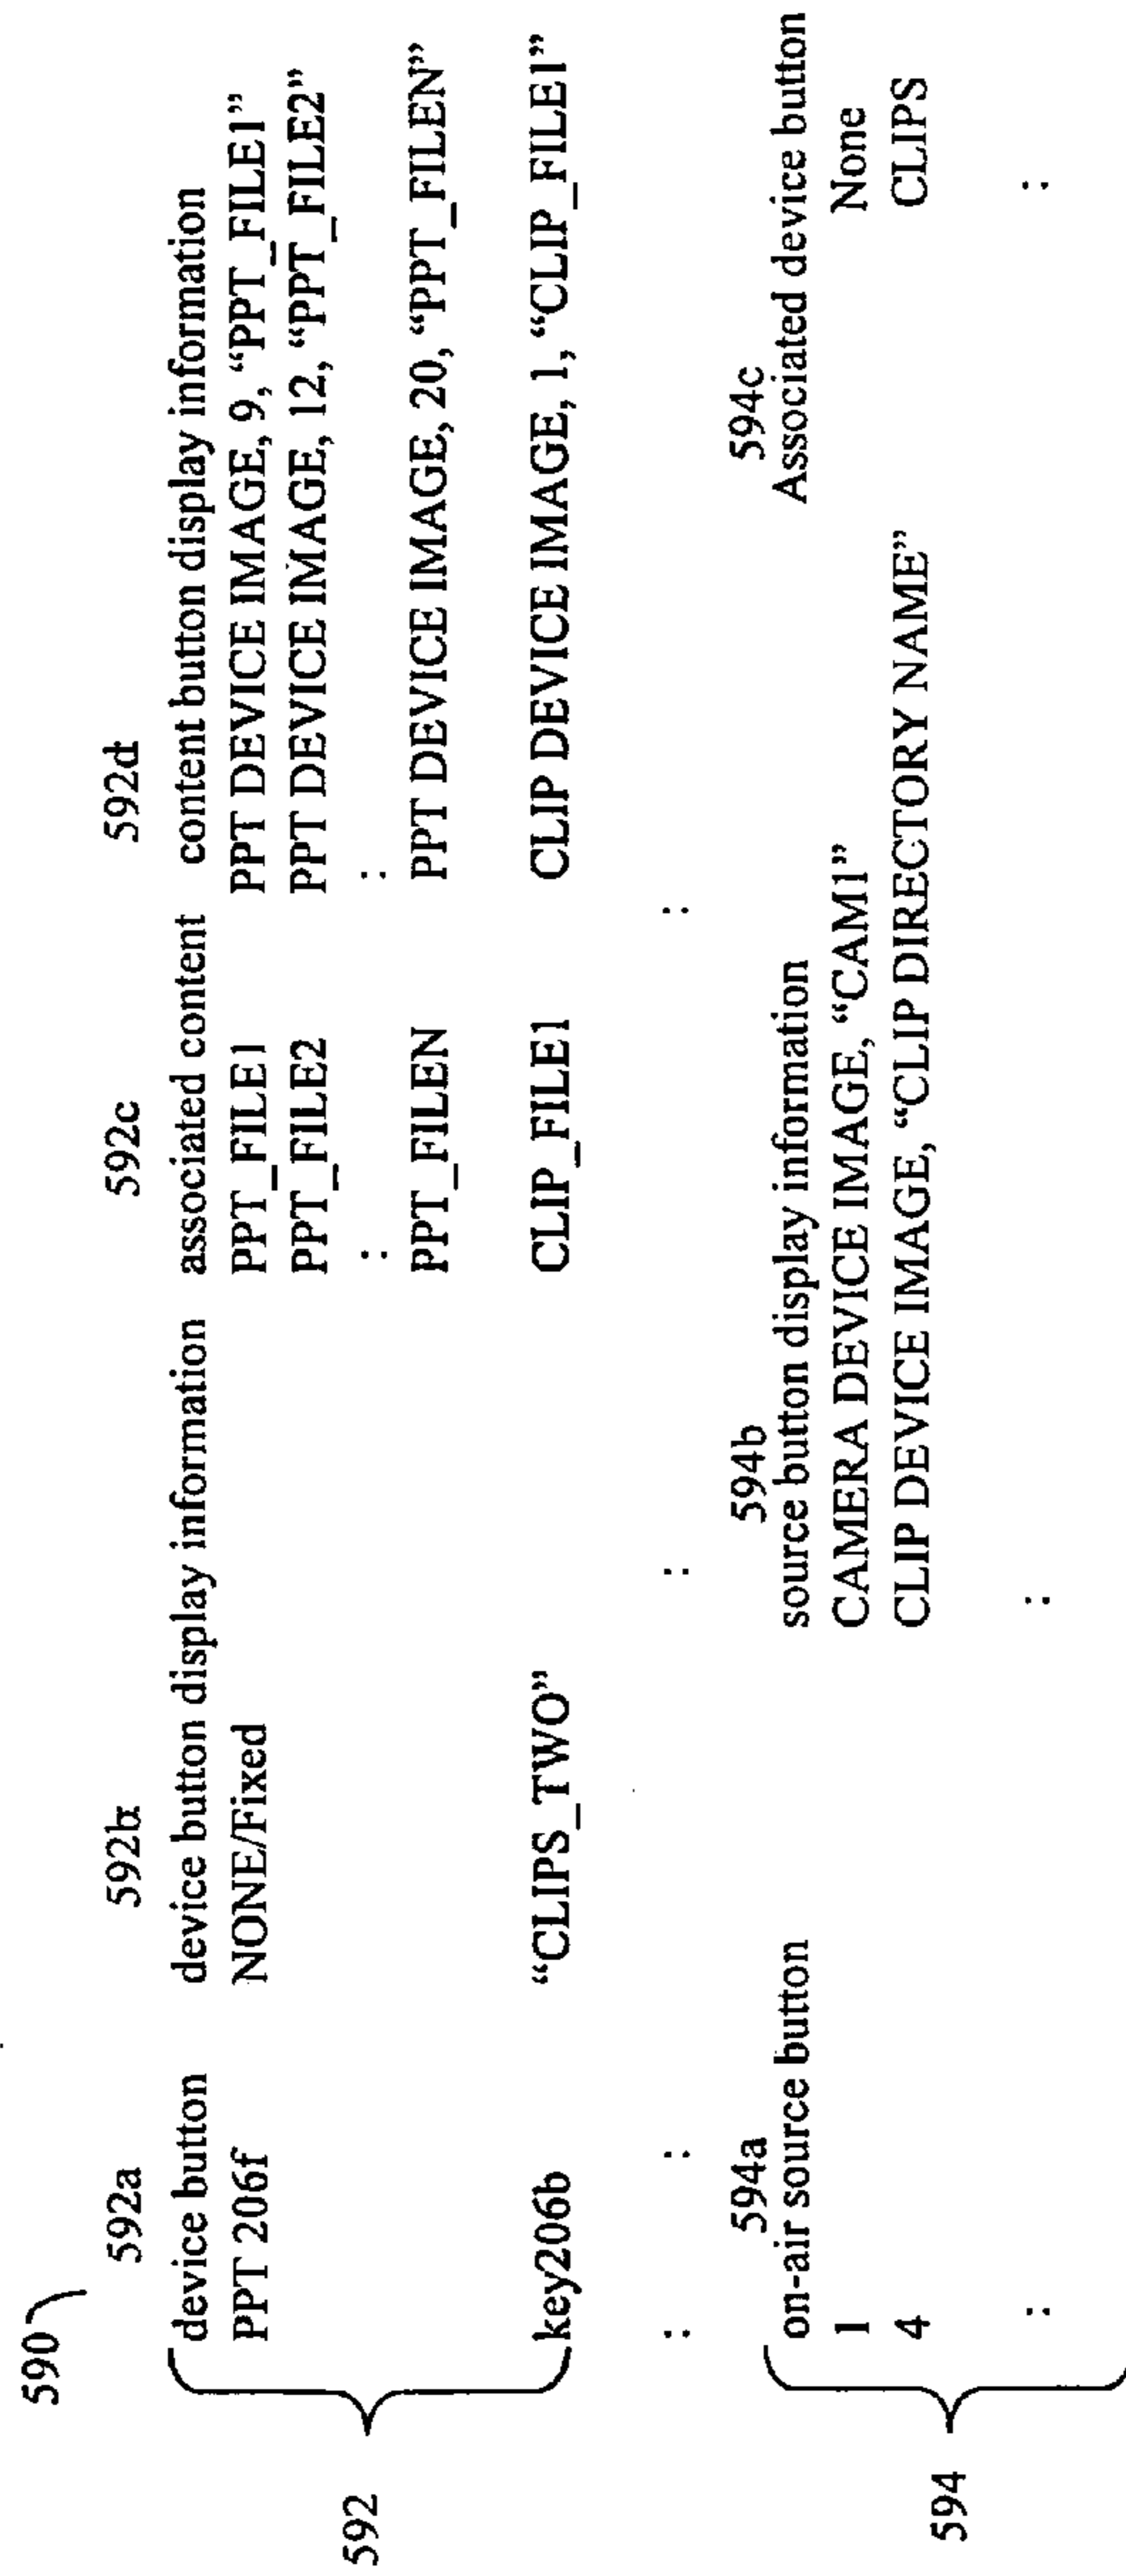 590
592a 592b 592c 592d
592
device button device button display information associated content content button display information
PPT 206f NONE/Fixed PPT_FILE1 PPT DEVICE IMAGE, 9, “PPT_FILE1”
PPT_FILE2 PPT DEVICE IMAGE, 12, “PPT_FILE2”
: :
PPT_FILEN PPT DEVICE IMAGE, 20, “PPT_FILEN”
key206b “CLIPS_TWO” CLIP_FILE1 CLIP DEVICE IMAGE, 1, “CLIP_FILE1”
: : : :
594a 594b 594c
594
on-air source button source button display information Associated device button
1 CAMERA DEVICE IMAGE, “CAM1” None
4 CLIP DEVICE IMAGE, “CLIP DIRECTORY NAME” CLIPS
: : :